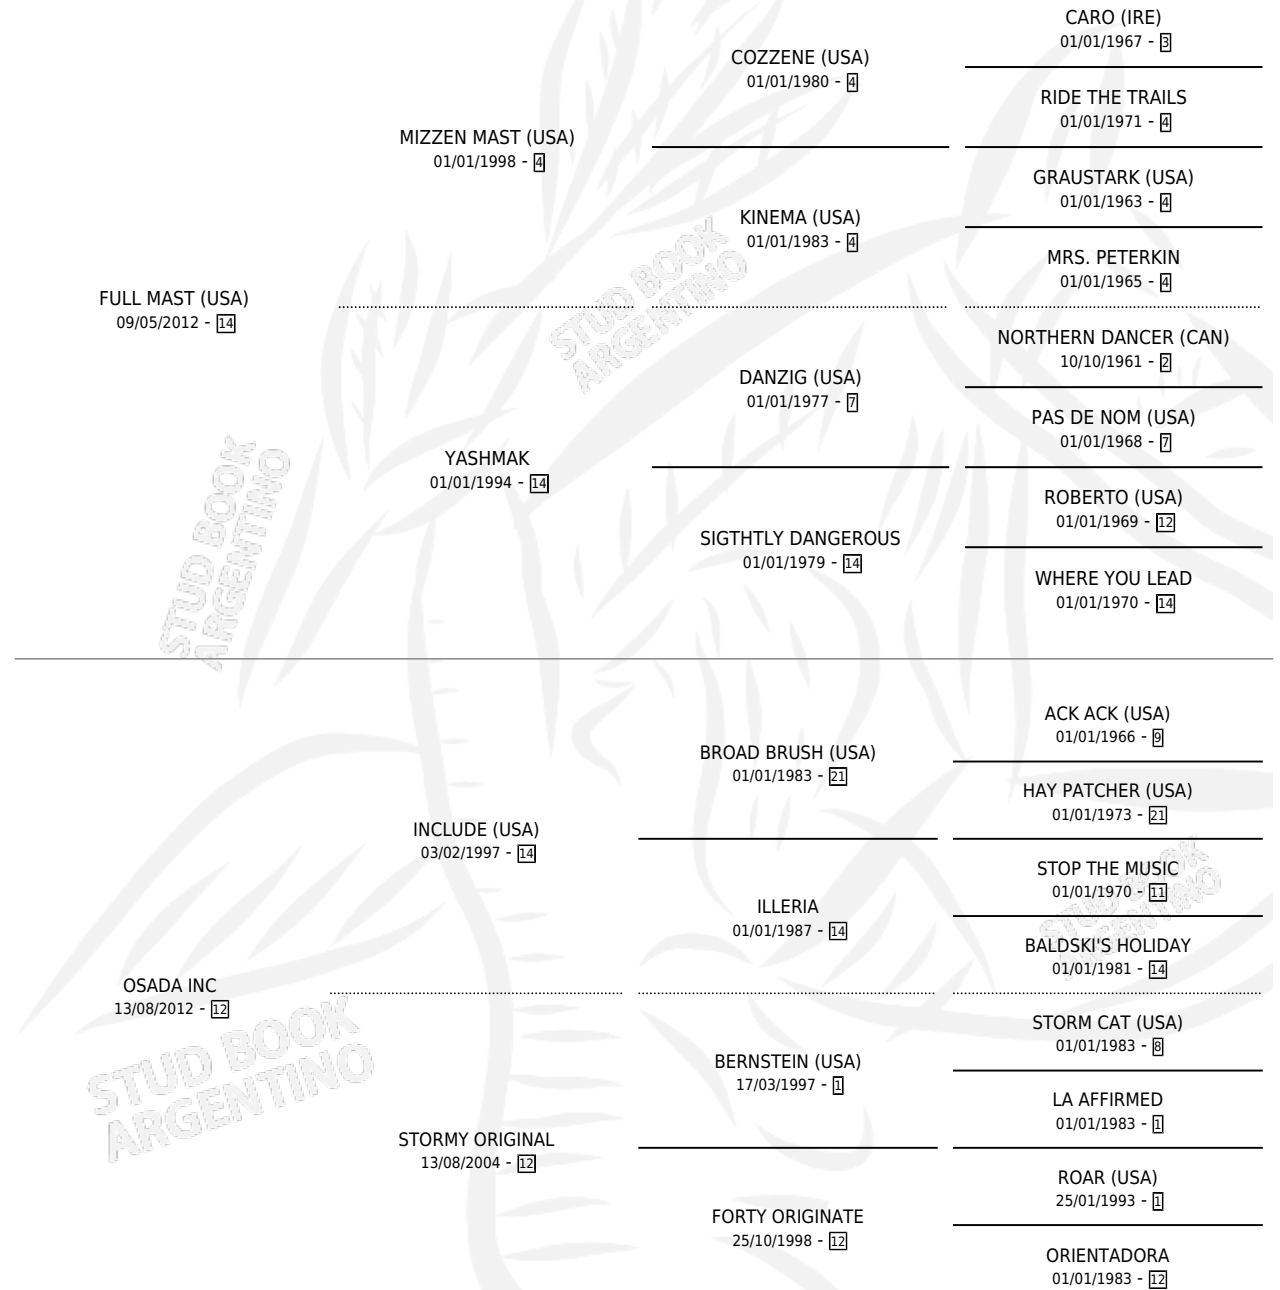 CARO (IRE)
01/01/1967 - 3
COZZENE (USA)
01/01/1980 - 4
RIDE THE TRAILS
01/01/1971 - 4
MIZZEN MAST (USA)
01/01/1998 - 4
GRAUSTARK (USA)
01/01/1963 - 4
KINEMA (USA)
01/01/1983 - 4
MRS. PETERKIN
01/01/1965 - 4
FULL MAST (USA)
09/05/2012 - 14
NORTHERN DANCER (CAN)
10/10/1961 - 2
DANZIG (USA)
01/01/1977 - 7
PAS DE NOM (USA)
01/01/1968 - 7
YASHMAK
01/01/1994 - 14
ROBERTO (USA)
01/01/1969 - 12
SIGTHTLY DANGEROUS
01/01/1979 - 14
WHERE YOU LEAD
01/01/1970 - 14
ACK ACK (USA)
01/01/1966 - 9
BROAD BRUSH (USA)
01/01/1983 - 21
HAY PATCHER (USA)
01/01/1973 - 21
INCLUDE (USA)
03/02/1997 - 14
STOP THE MUSIC
01/01/1970 - 11
ILLERIA
01/01/1987 - 14
BALDSKI'S HOLIDAY
01/01/1981 - 14
OSADA INC
13/08/2012 - 12
STORM CAT (USA)
01/01/1983 - 8
BERNSTEIN (USA)
17/03/1997 - 1
LA AFFIRMED
01/01/1983 - 1
STORMY ORIGINAL
13/08/2004 - 12
ROAR (USA)
25/01/1993 - 1
FORTY ORIGINATE
25/10/1998 - 12
ORIENTADORA
01/01/1983 - 12
STUD BOOK
ARGENTINO
STUD BOOK
ARGENTINO
STUD BOOK
ARGENTINO
STUD BOOK
ARGENTINO